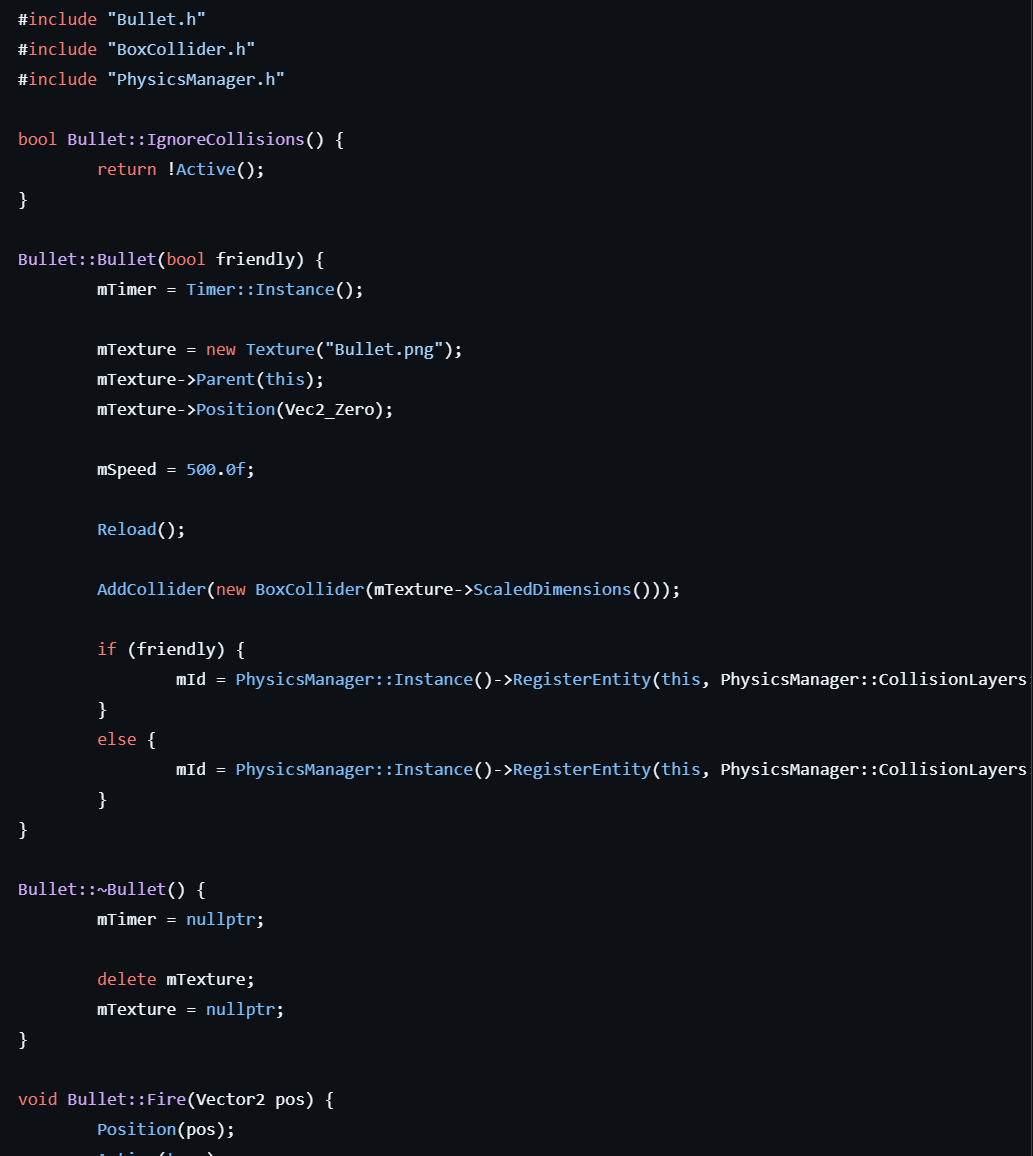 #include "Bullet.h"
#include "BoxCollider.h"
#include "PhysicsManager.h"
bool Bullet::IgnoreCollisions() {
return !Active();
}
Bullet::Bullet(bool friendly) {
mTimer = Timer::Instance();
mTexture = new Texture("Bullet.png");
mTexture->Parent(this);
mTexture->Position(Vec2_Zero);
mSpeed = 500.0f;
Reload();
AddCollider(new BoxCollider(mTexture->ScaledDimensions()));
if (friendly) {
mId = PhysicsManager::Instance()->RegisterEntity(this, PhysicsManager::CollisionLayers
}
else {
mId = PhysicsManager::Instance()->RegisterEntity(this, PhysicsManager::CollisionLayers
}
}
Bullet::~Bullet() {
mTimer = nullptr;
delete mTexture;
mTexture = nullptr;
}
void Bullet::Fire(Vector2 pos) {
Position(pos);